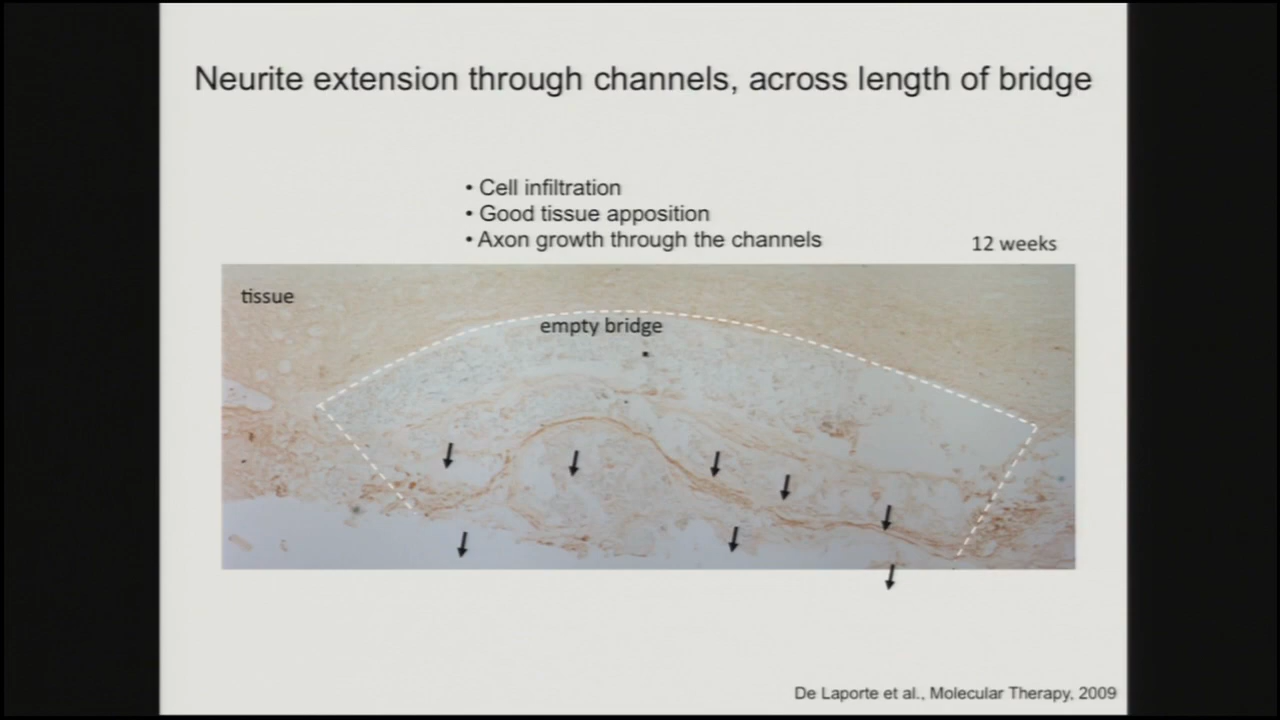 Neurite extension through channels, across length of bridge
• Cell infiltration
• Good tissue apposition
• Axon growth through the channels
12 weeks
tissue
empty bridge
De Laporte et al., Molecular Therapy, 2009